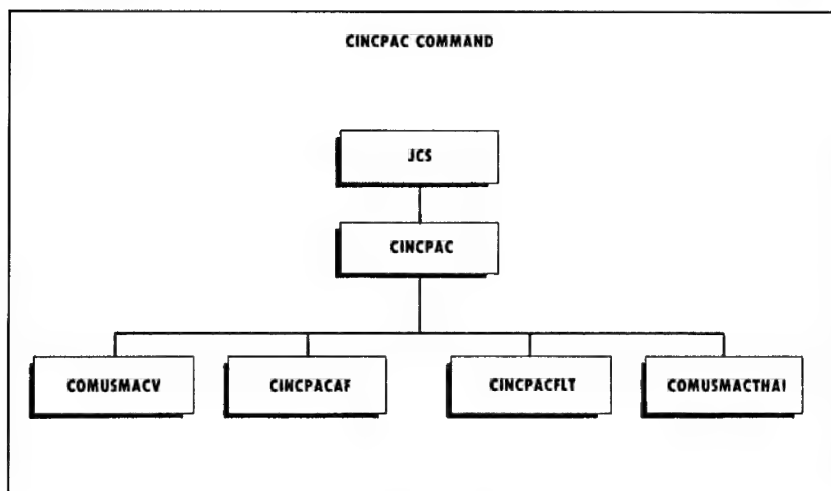 CINCPAC COMMAND
JCS
CINCPAC
COMUSMACV
CINCPACAF
CINCPACFLT
COMUSMACTHAI